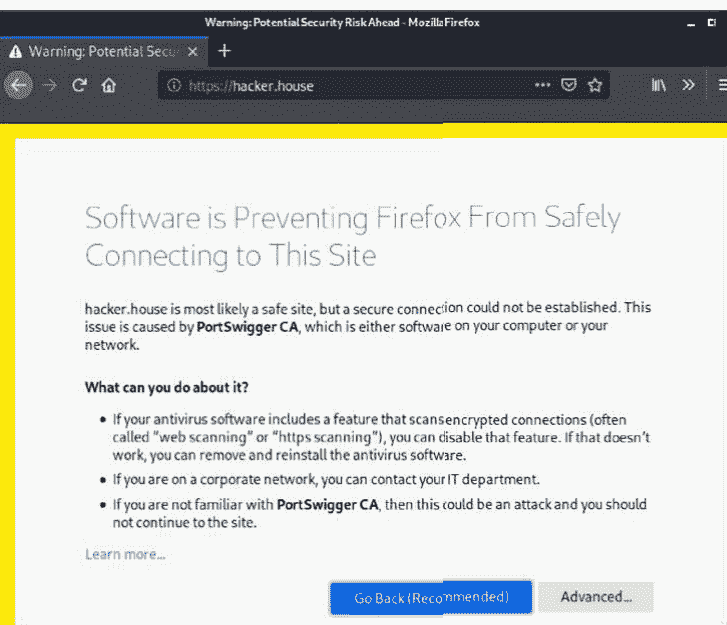 Warning: Potential Security Risk Ahead - Mozilla Firefox
Warning: Potential Secu
https://hacker.house
Software is Preventing Firefox From Safely
Connecting to This Site
hacker.house is most likely a safe site, but a secure connection could not be established. This
issue is caused by PortSwigger CA, which is either software on your computer or your
network.
What can you do about it?
• If your antivirus software includes a feature that scans encrypted connections (often
called “web scanning” or “https scanning”), you can disable that feature. If that doesn’t
work, you can remove and reinstall the antivirus software.
• If you are on a corporate network, you can contact your IT department.
• If you are not familiar with PortSwigger CA, then this could be an attack and you should
not continue to the site.
Learn more...
Go Back (Recommended)
Advanced...